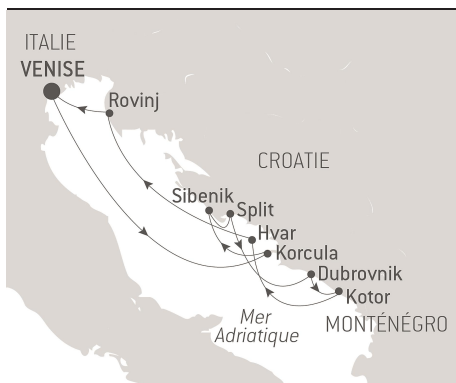 ITALIE
VENISE
Rovinj
CROATIE
Sibenik
Split
Hvar
Korcula
Dubrovnik
Kotor
Mer
Adriatique
MONTÉNÉGRO